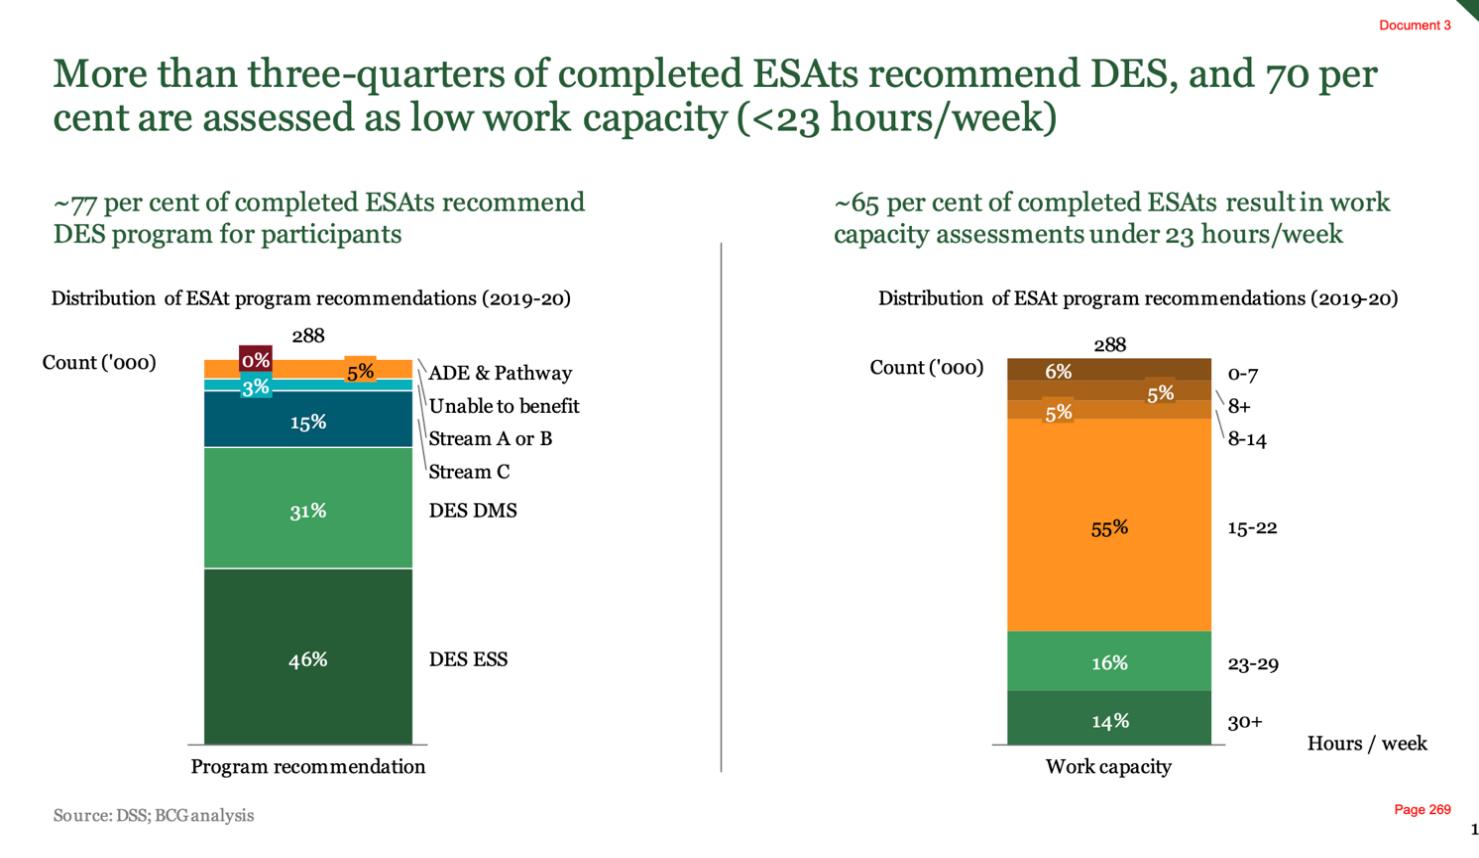 Document 3
More than three-quarters of completed ESAts recommend DES, and 70 per
cent are assessed as low work capacity (<23 hours/week)
~77 per cent of completed ESAts recommend
DES program for participants
Distribution of ESAt program recommendations (2019-20)
288
Count ('000)
0%
5%
3%
15%
31%
46%
ADE & Pathway
Unable to benefit
Stream A or B
Stream C
DES DMS
DES ESS
Program recommendation
~65 per cent of completed ESAts result in work
capacity assessments under 23 hours/week
Distribution of ESAt program recommendations (2019-20)
288
Count ('000)
6%
5%
5%
55%
16%
14%
0-7
8+
8-14
15-22
23-29
30+
Hours / week
Work capacity
Source: DSS; BCG analysis
Page 269
1